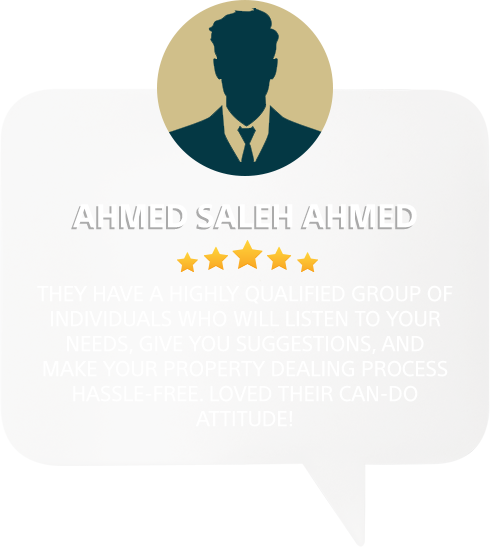 AHMED SALEH AHMED
THEY HAVE A HIGHLY QUALIFIED GROUP OF
INDIVIDUALS WHO WILL LISTEN TO YOUR
NEEDS, GIVE YOU SUGGESTIONS, AND
MAKE YOUR PROPERTY DEALING PROCESS
HASSLE-FREE. LOVED THEIR CAN-DO
ATTITUDE!